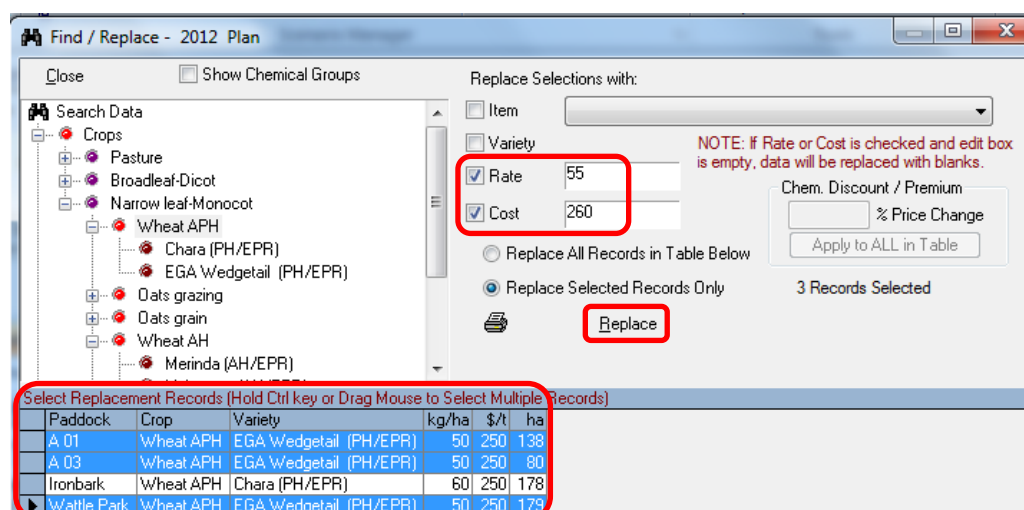 Find / Replace - 2012 Plan
Close
Show Chemical Groups
Search Data
Crops
Pasture
Broadleaf-Dicot
Narrow leaf-Monocot
Wheat APH
Chara (PH/EPR)
EGA Wedgetail (PH/EPR)
Oats grazing
Oats grain
Wheat AH
Merinda (AH/EPR)
Replace Selections with:
Item
Variety
Rate 55
Cost 260
NOTE: If Rate or Cost is checked and edit box
is empty, data will be replaced with blanks.
Chem. Discount / Premium
% Price Change
Apply to ALL in Table
Replace All Records in Table Below
Replace Selected Records Only
3 Records Selected
Replace
Select Replacement Records (Hold Ctrl key or Drag Mouse to Select Multiple Records)
Paddock Crop Variety kg/ha $/t ha
A 01 Wheat APH EGA Wedgetail (PH/EPR) 50 250 138
A 03 Wheat APH EGA Wedgetail (PH/EPR) 50 250 80
Ironbark Wheat APH Chara (PH/EPR) 60 250 178
Wattle Park Wheat APH EGA Wedgetail (PH/EPR) 50 250 179